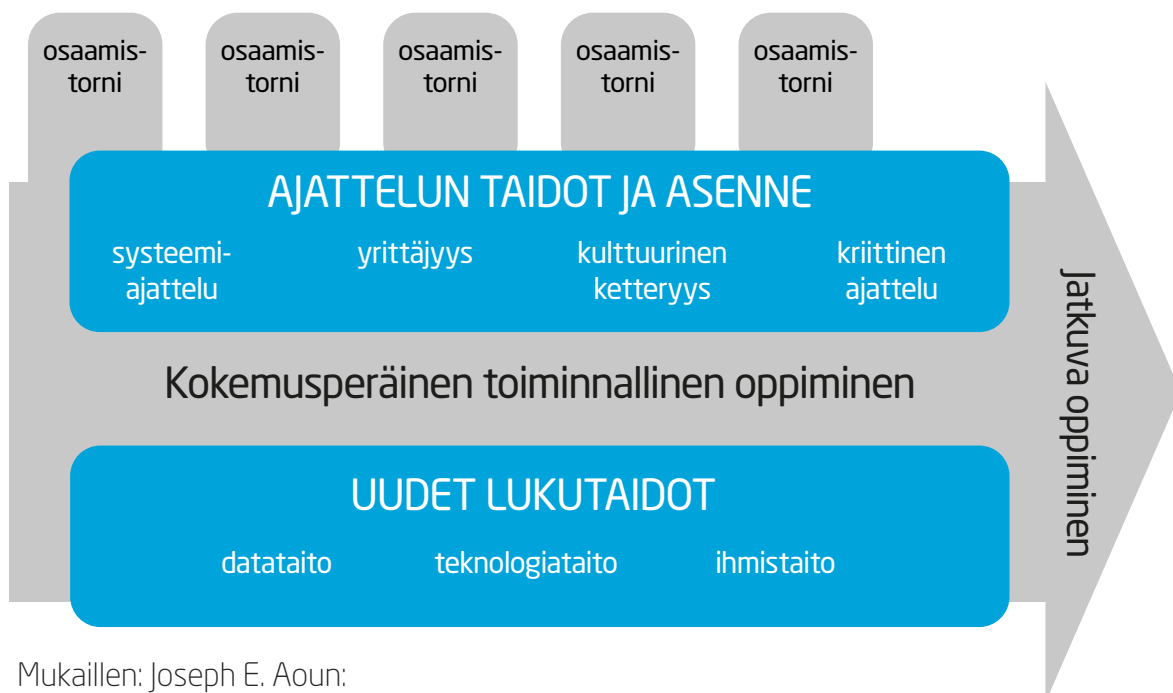 osaamis-
torni
osaamis-
torni
osaamis-
torni
osaamis-
torni
osaamis-
torni
AJATTELUN TAIDOT JA ASENNE
systeemi-
ajattelu
yrittäjyys
kulttuurinen
ketteryys
kriittinen
ajattelu
Kokemusperäinen toiminnallinen oppiminen
UUDET LUKUTAIDOT
datataito
teknologiataito
ihmistaito
Jatkuva oppiminen
Mukaillen: Joseph E. Aoun: